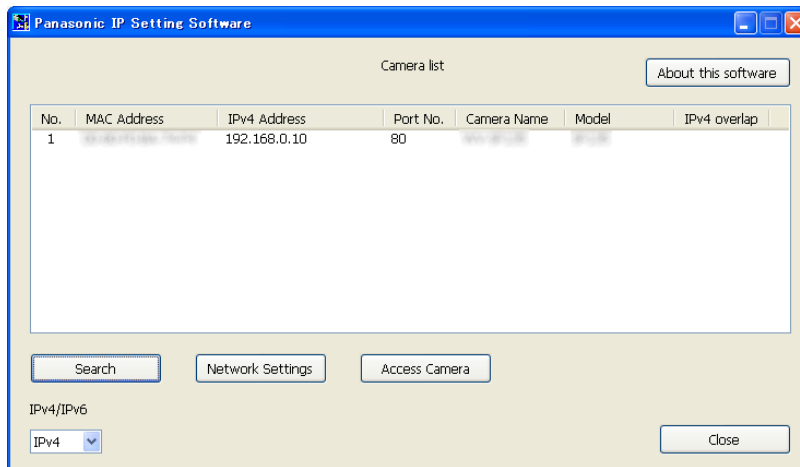 Panasonic IP Setting Software
Camera list
About this software
No. MAC Address IPv4 Address Port No. Camera Name Model IPv4 overlap
1 192.168.0.10 80
Search Network Settings Access Camera
IPv4/IPv6
IPv4 Close